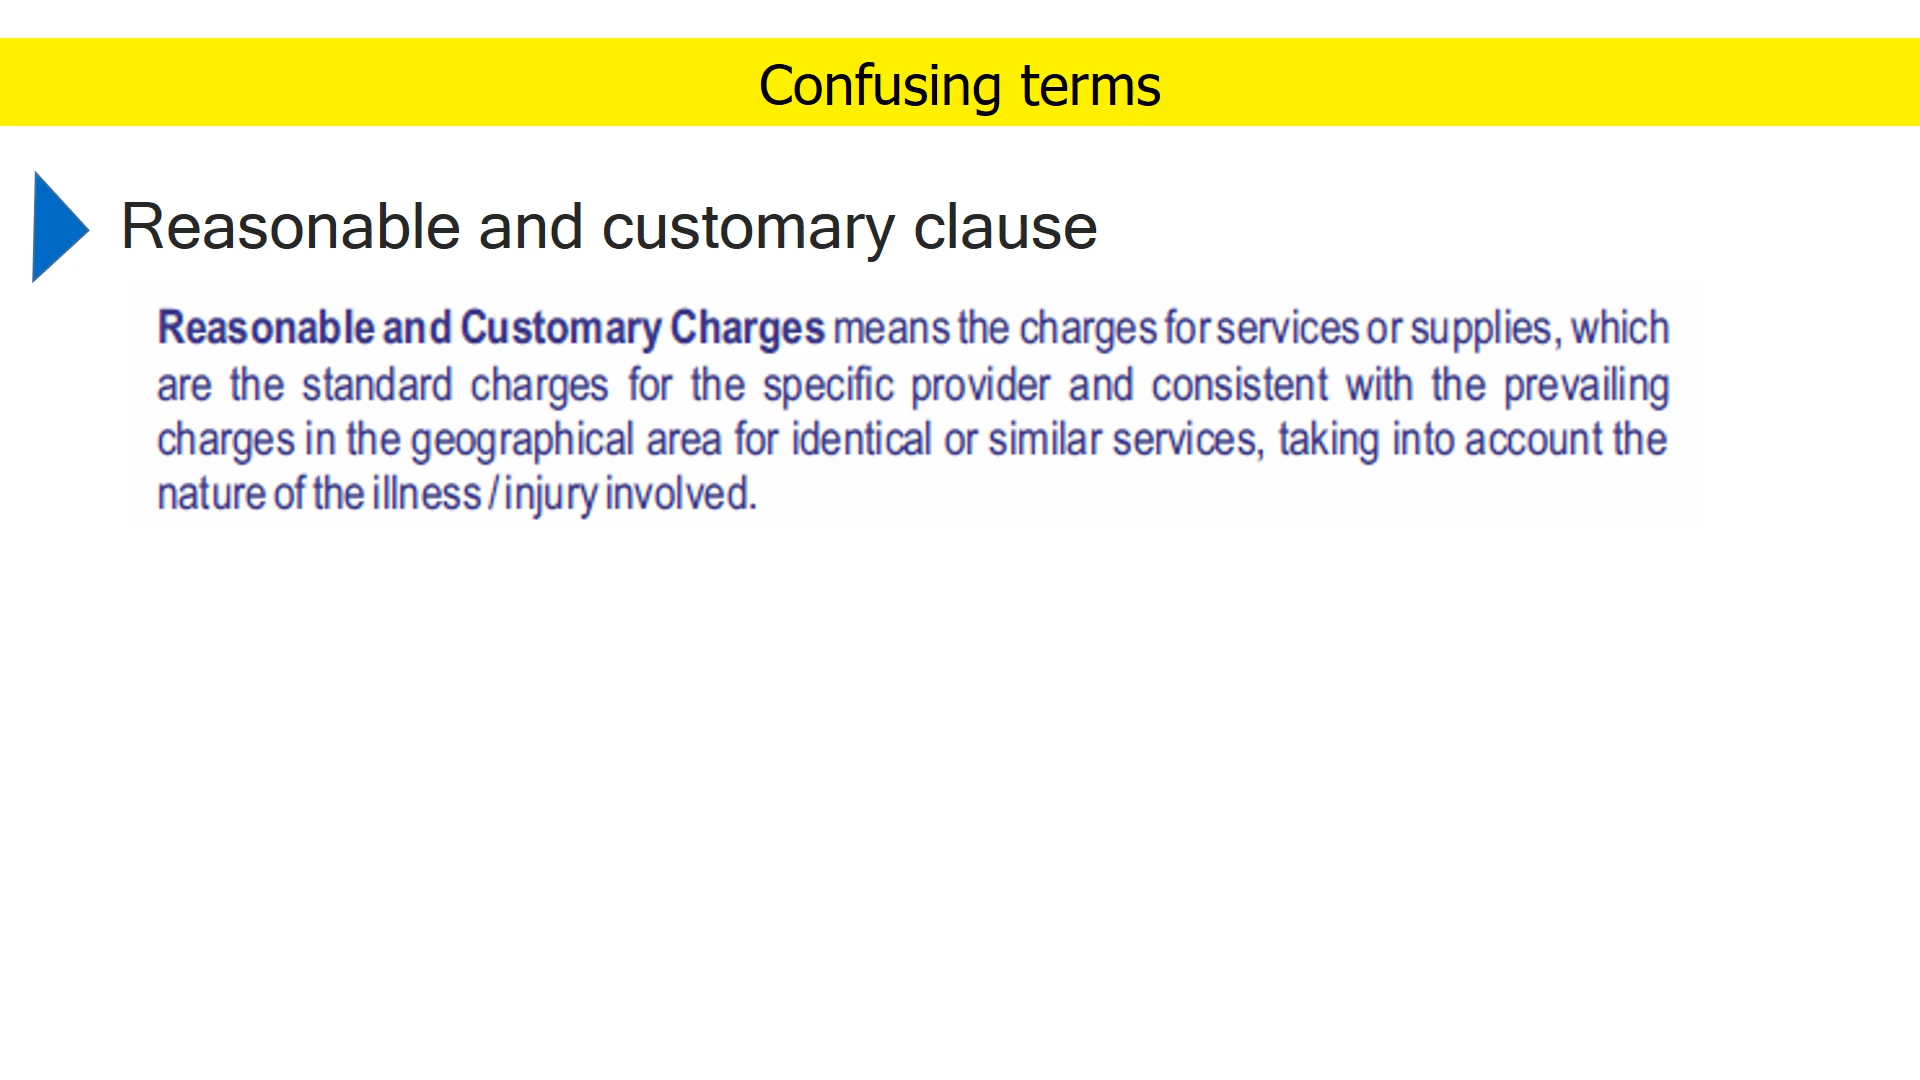 Confusing terms
Reasonable and customary clause
Reasonable and Customary Charges means the charges for services or supplies, which
are the standard charges for the specific provider and consistent with the prevailing
charges in the geographical area for identical or similar services, taking into account the
nature of the illness / injury involved.